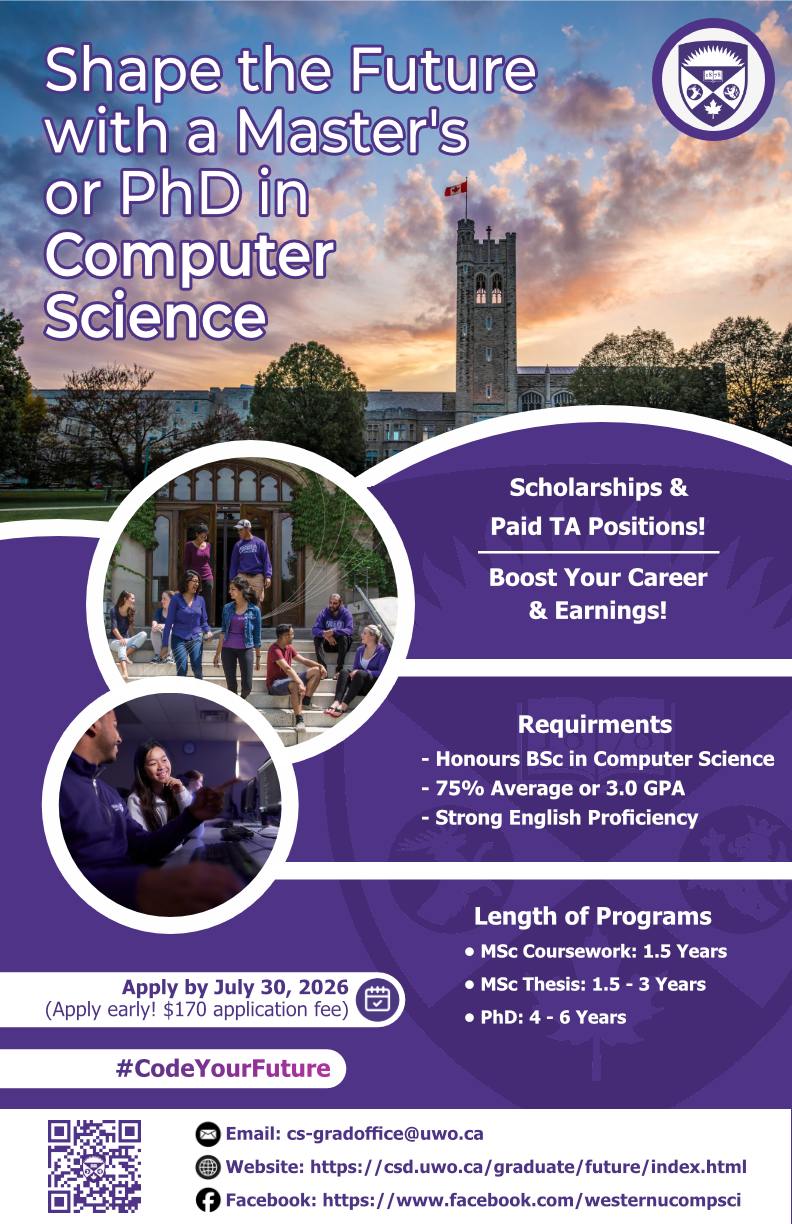 Shape the Future
with a Master's
or PhD in
Computer
Science
Scholarships &
Paid TA Positions!
Boost Your Career
& Earnings!
Requirments
- Honours BSc in Computer Science
- 75% Average or 3.0 GPA
- Strong English Proficiency
Length of Programs
● MSc Coursework: 1.5 Years
● MSc Thesis: 1.5 - 3 Years
● PhD: 4 - 6 Years
Apply by July 30, 2026
(Apply early! $170 application fee)
#CodeYourFuture
Email: cs-gradoffice@uwo.ca
Website: https://csd.uwo.ca/graduate/future/index.html
Facebook: https://www.facebook.com/westernucompsci